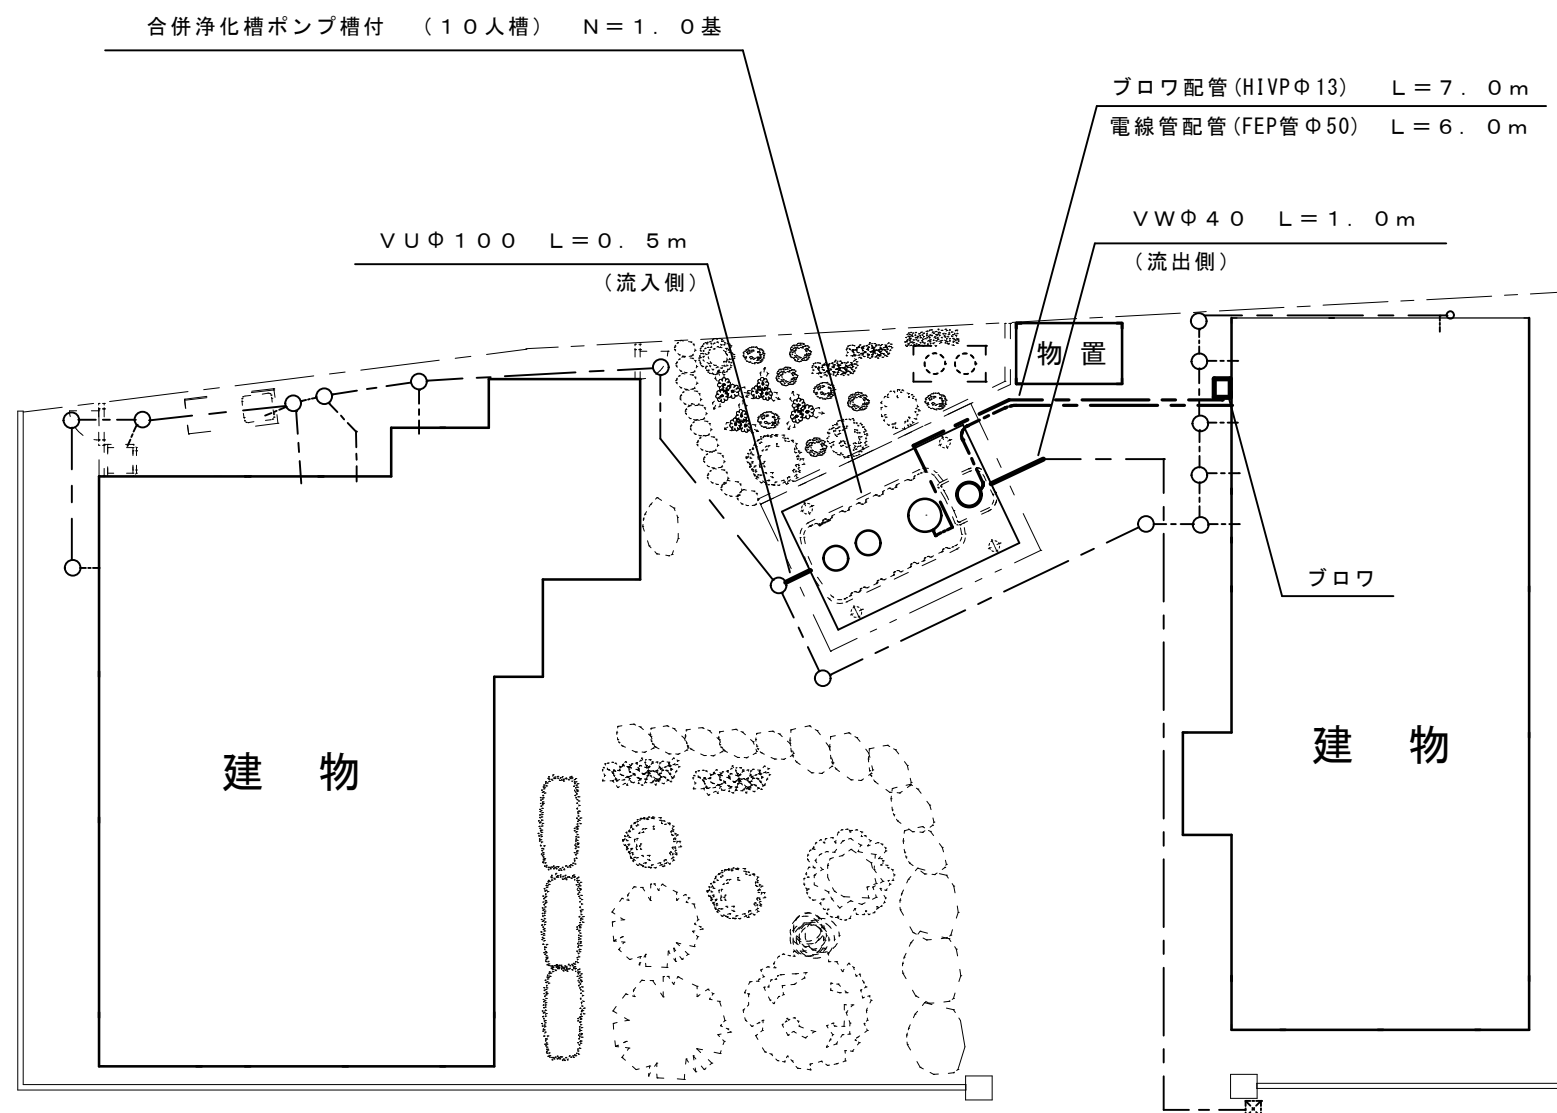 合併浄化槽ポンプ槽付　（１０人槽）　Ｎ＝１．０基
ブロワ配管(HIVPΦ13)　Ｌ＝７．０ｍ
電線管配管(FEP管Φ50)　Ｌ＝６．０ｍ
ＶＷΦ４０　Ｌ＝１．０ｍ
（流出側）
ＶＵΦ１００　Ｌ＝０．５ｍ
（流入側）
物置
ブロワ
建　物
建　物